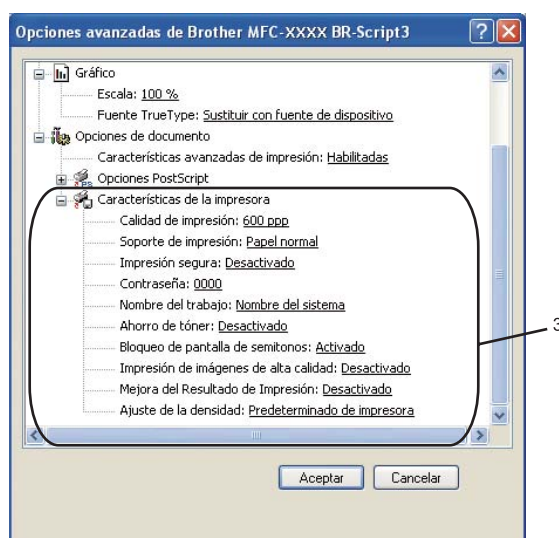 Opciones avanzadas de Brother MFC-XXXX BR-Script3
Gráfico
Escala: 100 %
Fuente TrueType: Sustituir con fuente de dispositivo
Opciones de documento
Características avanzadas de impresión: Habilitadas
Opciones PostScript
Características de la impresora
Calidad de impresión: 600 ppp
Soporte de impresión: Papel normal
Impresión segura: Desactivado
Contraseña: 0000
Nombre del trabajo: Nombre del sistema
Ahorro de tóner: Desactivado
Bloqueo de pantalla de semitonos: Activado
Impresión de imágenes de alta calidad: Desactivado
Mejora del Resultado de Impresión: Desactivado
Ajuste de la densidad: Predeterminado de impresora
3
Aceptar Cancelar